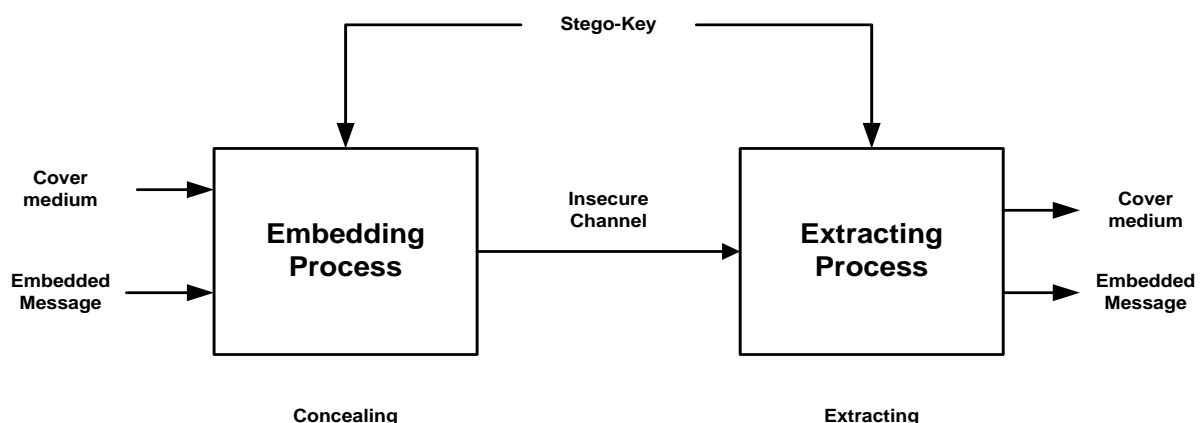 Stego-Key
Cover
medium
Embedded
Message
Embedding
Process
Insecure
Channel
Extracting
Process
Cover
medium
Embedded
Message
Concealing
Extracting